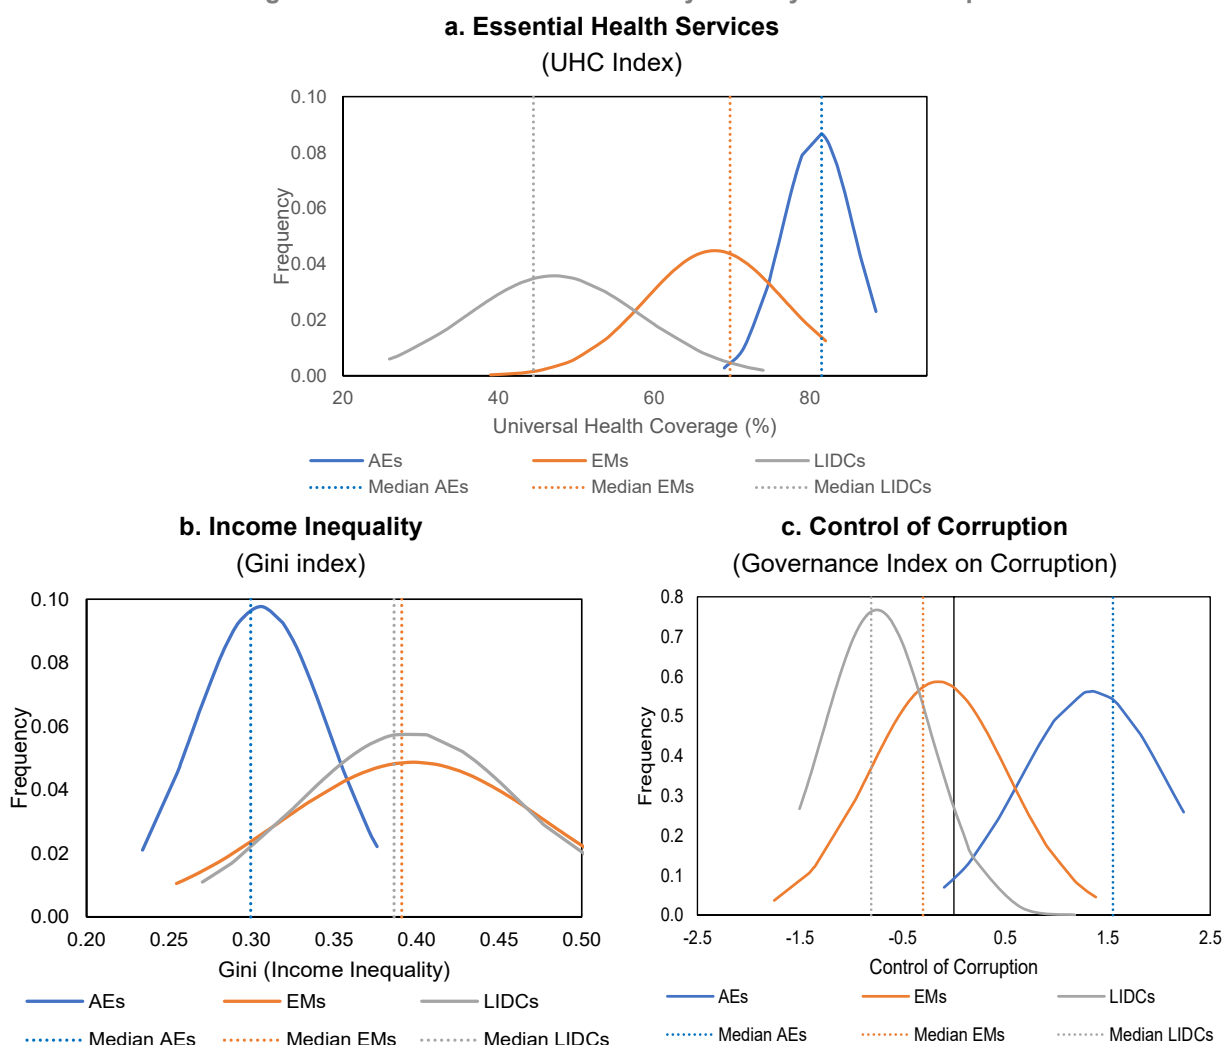 a. Essential Health Services
(UHC Index)
0.10
0.08
0.06
0.04
0.02
0.00
Frequency
20 40 60 80
Universal Health Coverage (%)
AEs EMs LIDCs
Median AEs Median EMs Median LIDCs
b. Income Inequality
(Gini index)
0.10
0.08
0.06
0.04
0.02
0.00
Frequency
0.20 0.25 0.30 0.35 0.40 0.45 0.50
Gini (Income Inequality)
AEs EMs LIDCs
Median AEs Median EMs Median LIDCs
c. Control of Corruption
(Governance Index on Corruption)
0.8
0.7
0.6
0.5
0.4
0.3
0.2
0.1
0.0
Frequency
-2.5 -1.5 -0.5 0.5 1.5 2.5
Control of Corruption
AEs EMs LIDCs
Median AEs Median EMs Median LIDCs